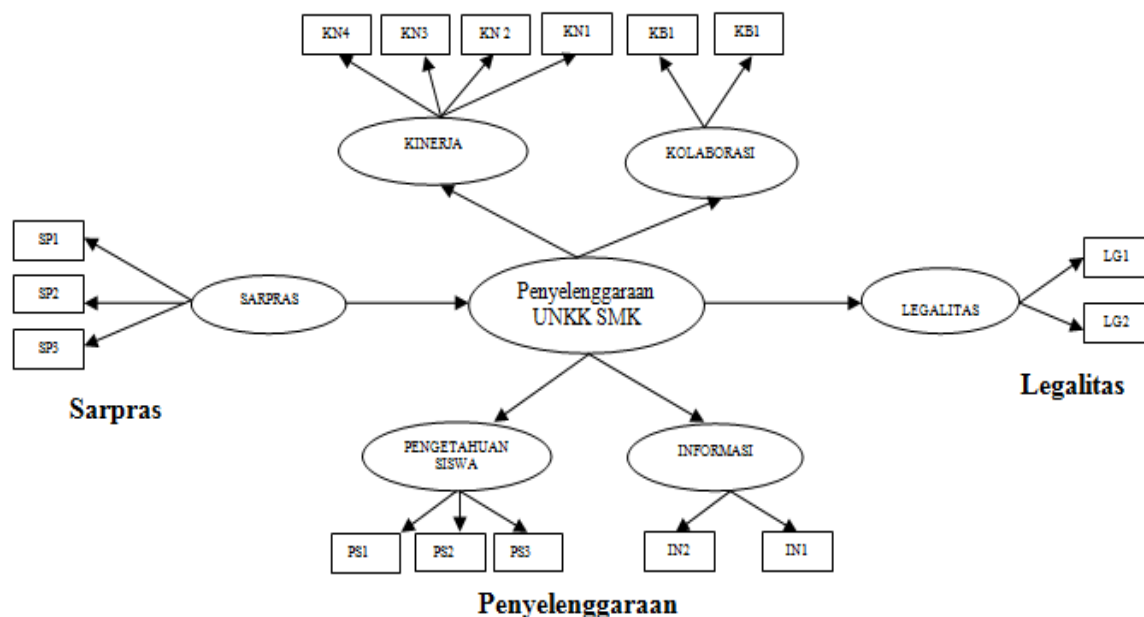 KN4
KN3
KN 2
KN1
KB1
KB1
KINERJA
KOLABORASI
SP1
SP2
SP3
SARPRAS
Penyelenggaraan
UNKK SMK
LEGALITAS
LG1
LG2
Sarpras
Legalitas
PENGETAHUAN
SISWA
INFORMASI
PS1
PS2
PS3
IN2
IN1
Penyelenggaraan